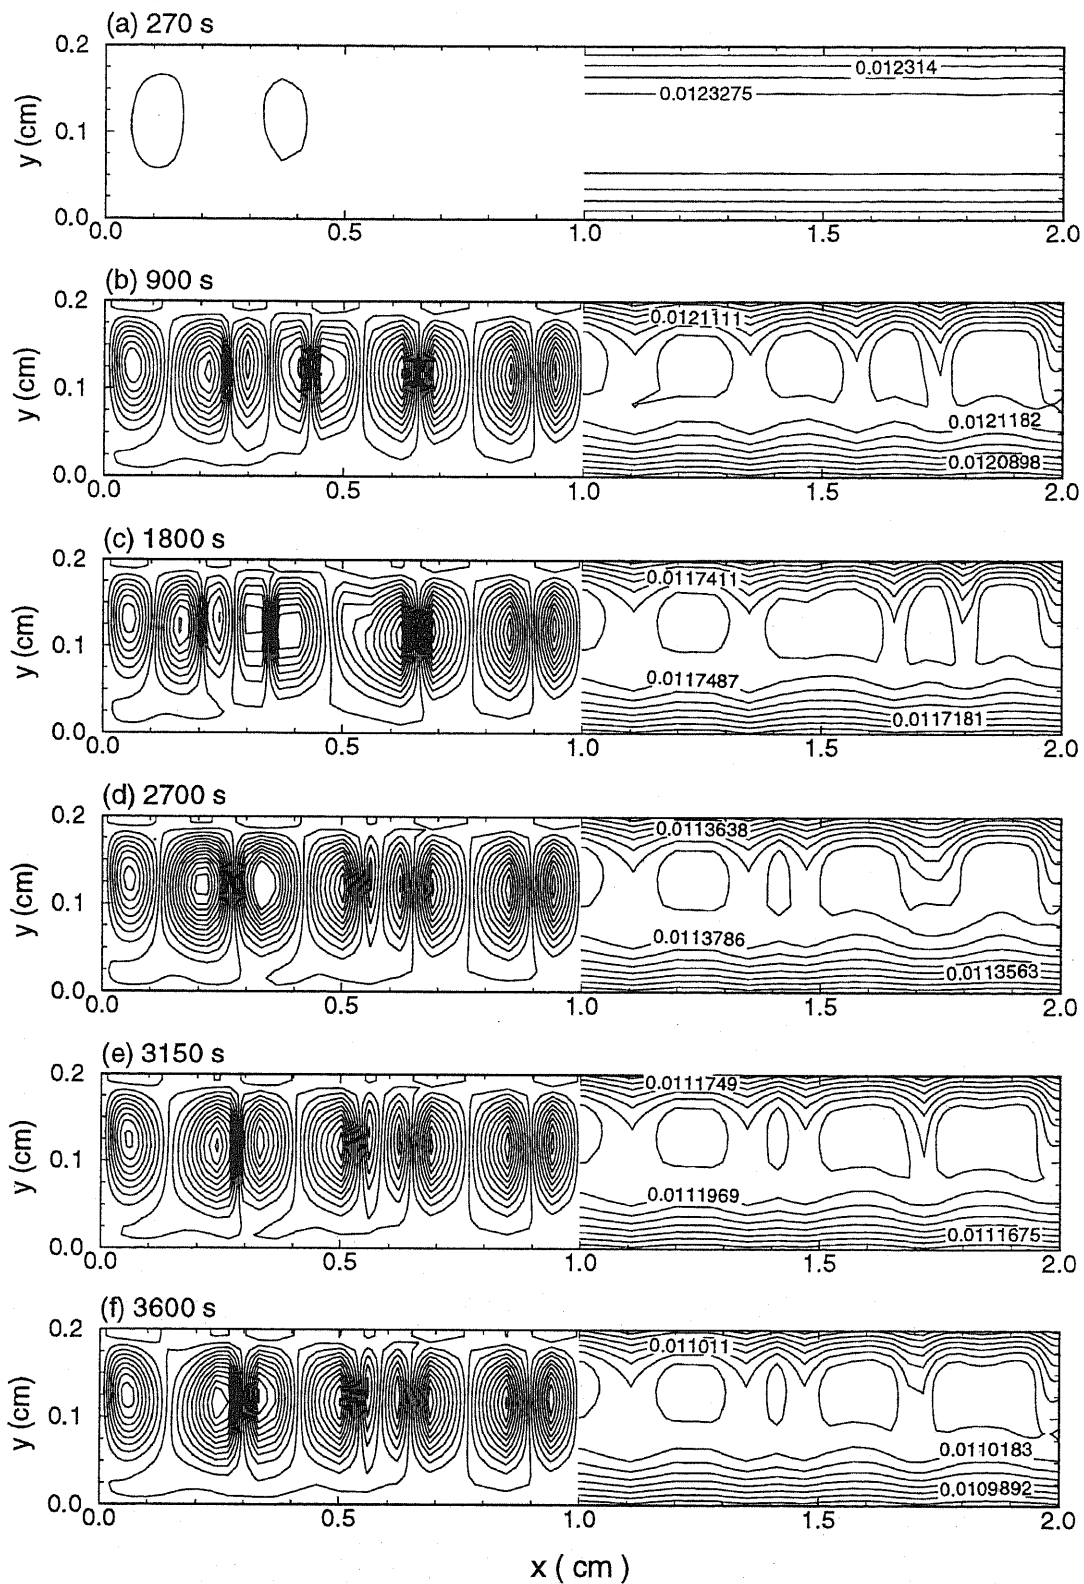 (a) 270 s
0.2
0.012314
0.0123275
y (cm)
0.1
0.0
0.0 0.5 1.0 1.5 2.0
(b) 900 s
0.2
0.0121111
y (cm)
0.1
0.0121182
0.0120898
0.0
0.0 0.5 1.0 1.5 2.0
(c) 1800 s
0.2
0.0117411
y (cm)
0.1
0.0117487
0.0117181
0.0
0.0 0.5 1.0 1.5 2.0
(d) 2700 s
0.2
0.0113638
y (cm)
0.1
0.0113786
0.0113563
0.0
0.0 0.5 1.0 1.5 2.0
(e) 3150 s
0.2
0.0111749
y (cm)
0.1
0.0111969
0.0111675
0.0
0.0 0.5 1.0 1.5 2.0
(f) 3600 s
0.2
0.011011
y (cm)
0.1
0.0110183
0.0109892
0.0
0.0 0.5 1.0 1.5 2.0
x ( cm )